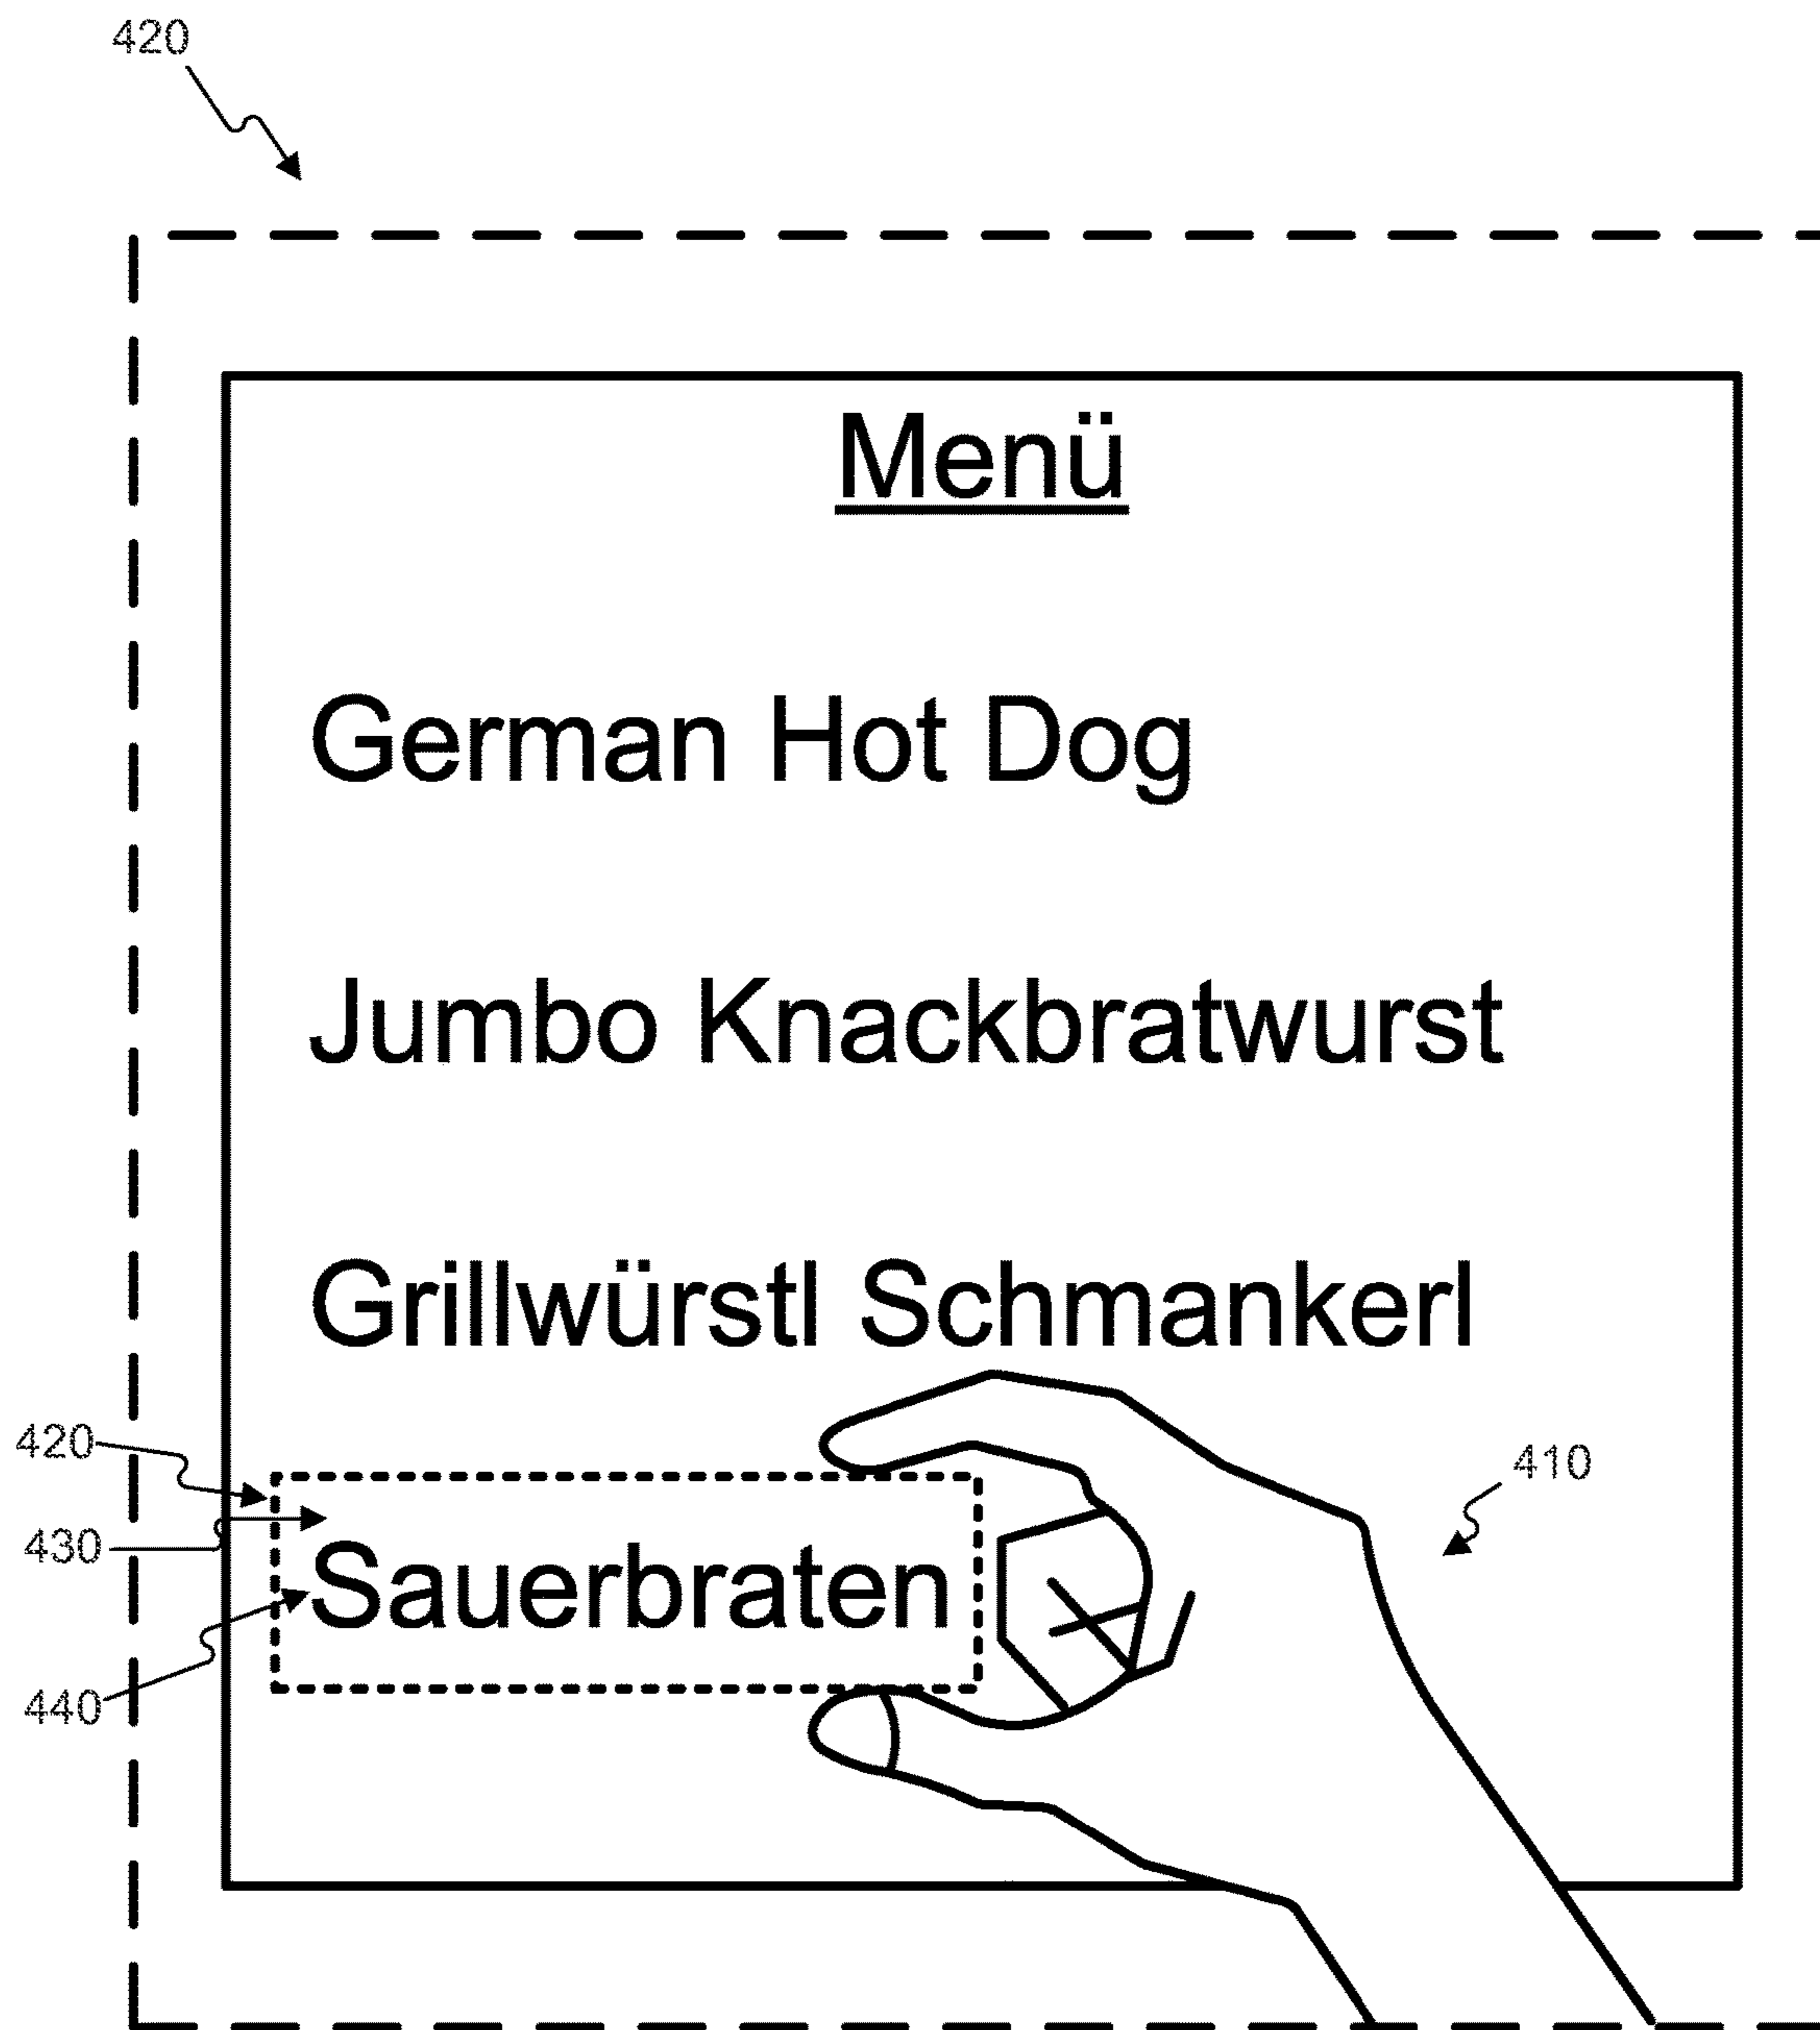 420
Menü
German Hot Dog
Jumbo Knackbratwurst
Grillwürstl Schmankerl
420
410
430
Sauerbraten
440